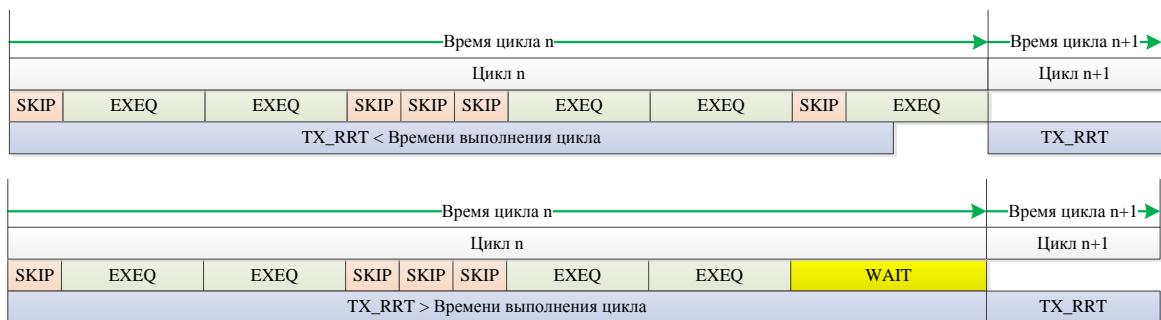 Время цикла n Время цикла n+1
Цикл n Цикл n+1
SKIP EXEQ EXEQ SKIP SKIP SKIP EXEQ EXEQ SKIP EXEQ
TX_RRT < Времени выполнения цикла TX_RRT
Время цикла n Время цикла n+1
Цикл n Цикл n+1
SKIP EXEQ EXEQ SKIP SKIP SKIP EXEQ EXEQ WAIT
TX_RRT > Времени выполнения цикла TX_RRT